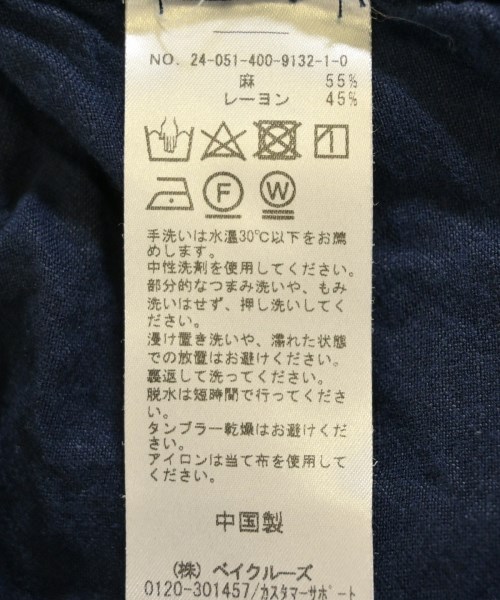 NO. 24-051-400-9132-1-0
麻 55%
レーヨン 45%
F W
手洗いは水温30℃以下をお薦
めします。
中性洗剤を使用してください。
部分的なつまみ洗いや、もみ
洗いはせず、押し洗いしてく
ださい。
浸け置き洗いや、濡れた状態
での放置はお避けください。
裏返して洗ってください。
脱水は短時間で行ってくださ
い。
タンブラー乾燥はお避けくだ
さい。
アイロンは当て布を使用して
ください。
中国製
(株) ベイクルーズ
0120-301457/カスタマーサポート